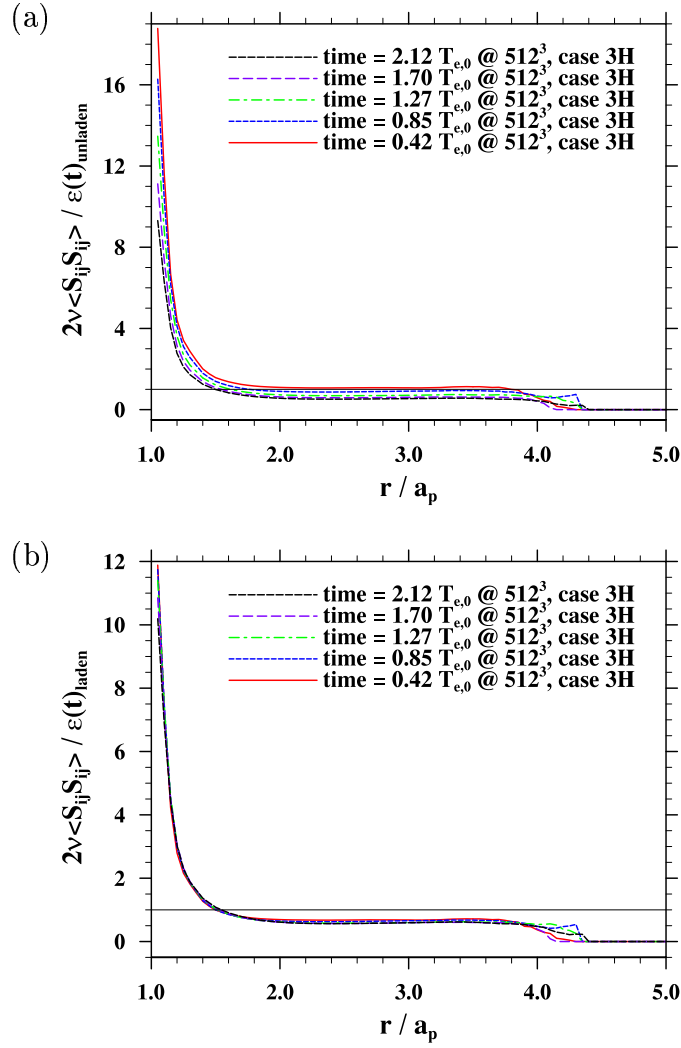 (a)
time = 2.12 T_{e,0} @ 512^3, case 3H
time = 1.70 T_{e,0} @ 512^3, case 3H
time = 1.27 T_{e,0} @ 512^3, case 3H
time = 0.85 T_{e,0} @ 512^3, case 3H
time = 0.42 T_{e,0} @ 512^3, case 3H
2ν<S_{ij}S_{ij}> / ε(t)_{unladen}
16
12
8
4
0
1.0 2.0 3.0 4.0 5.0
r / a_p
(b)
time = 2.12 T_{e,0} @ 512^3, case 3H
time = 1.70 T_{e,0} @ 512^3, case 3H
time = 1.27 T_{e,0} @ 512^3, case 3H
time = 0.85 T_{e,0} @ 512^3, case 3H
time = 0.42 T_{e,0} @ 512^3, case 3H
2ν<S_{ij}S_{ij}> / ε(t)_{laden}
12
10
8
6
4
2
0
1.0 2.0 3.0 4.0 5.0
r / a_p